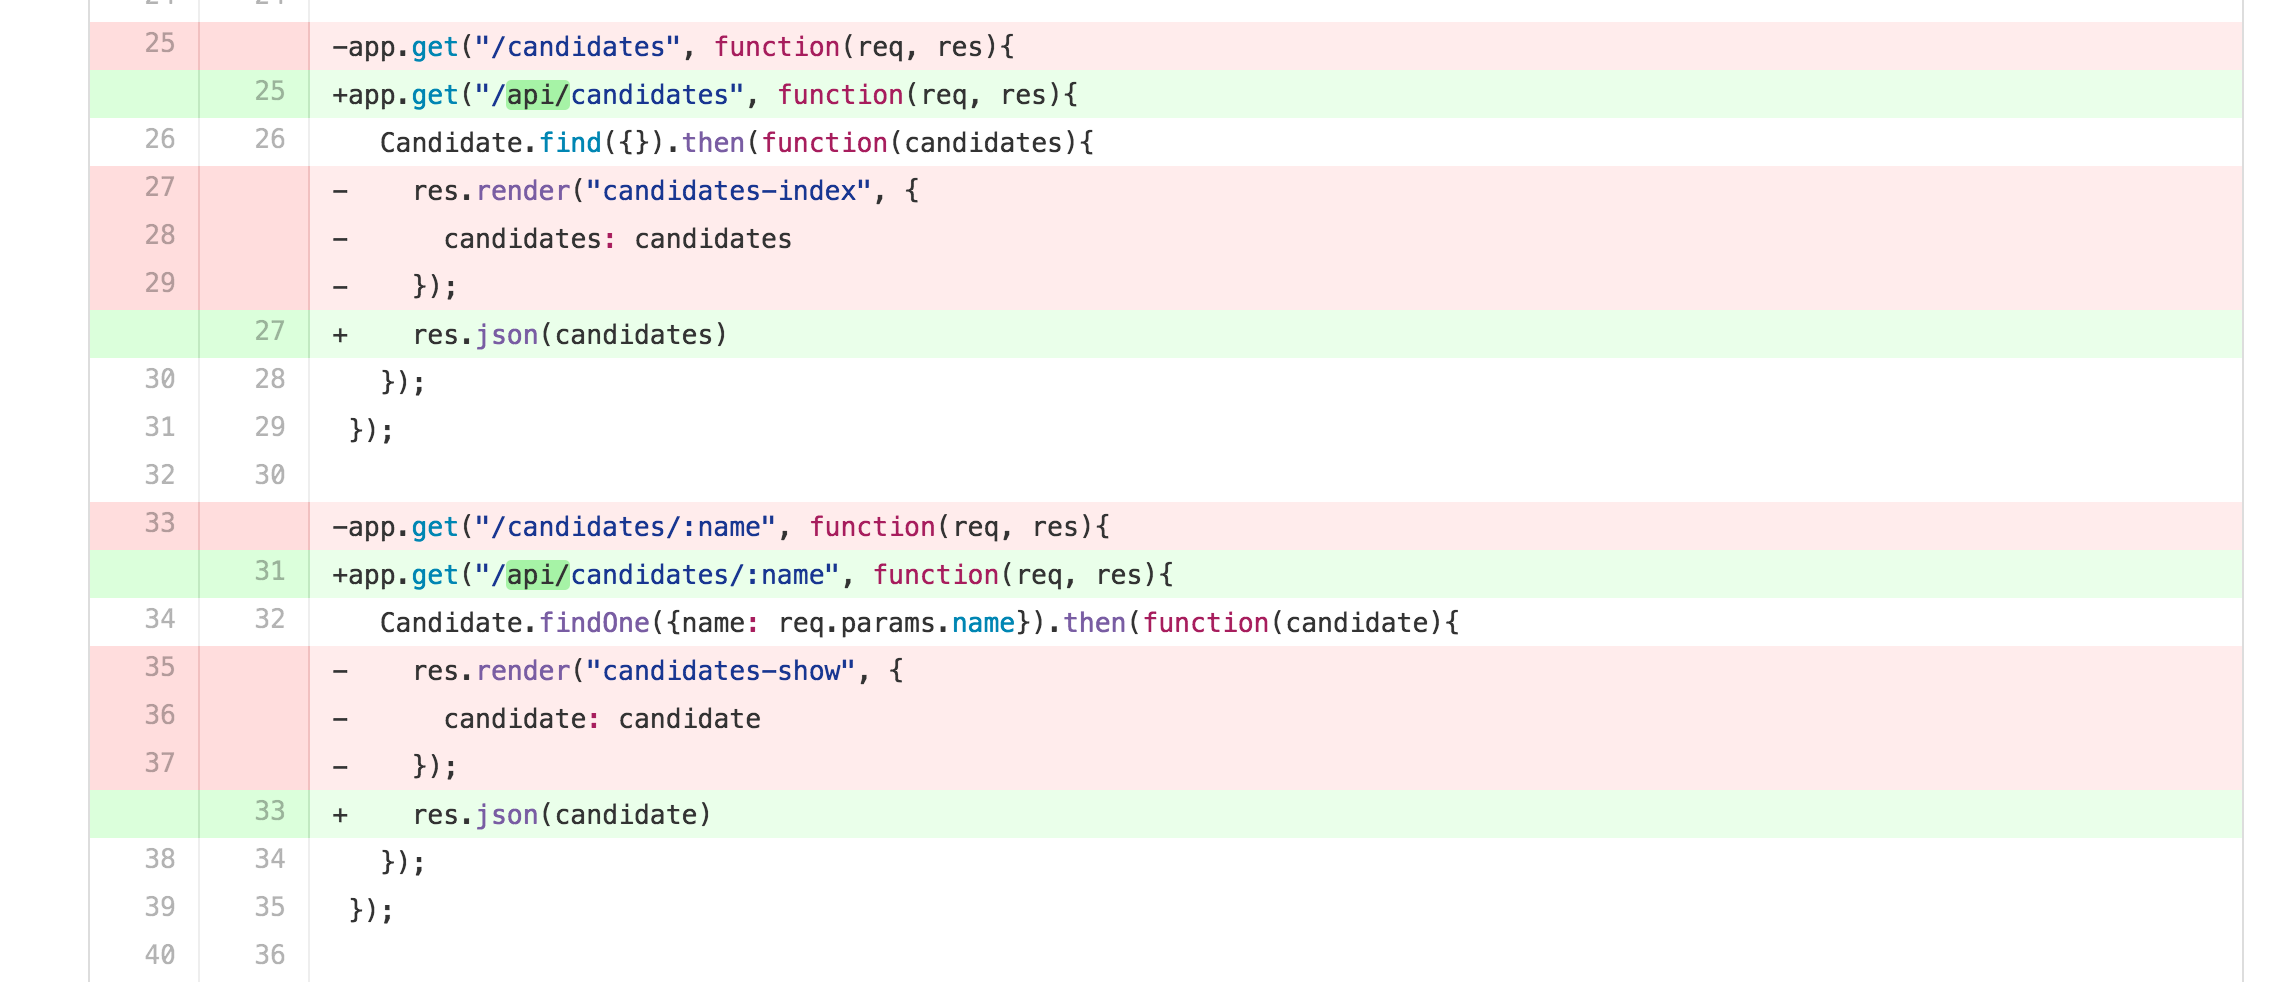 25 -app.get("/candidates", function(req, res){
25 +app.get("/api/candidates", function(req, res){
26 26 Candidate.find({}).then(function(candidates){
27 - res.render("candidates-index", {
28 - candidates: candidates
29 - });
27 + res.json(candidates)
30 28 });
31 29 });
32 30
33 -app.get("/candidates/:name", function(req, res){
31 +app.get("/api/candidates/:name", function(req, res){
34 32 Candidate.findOne({name: req.params.name}).then(function(candidate){
35 - res.render("candidates-show", {
36 - candidate: candidate
37 - });
33 + res.json(candidate)
38 34 });
39 35 });
40 36